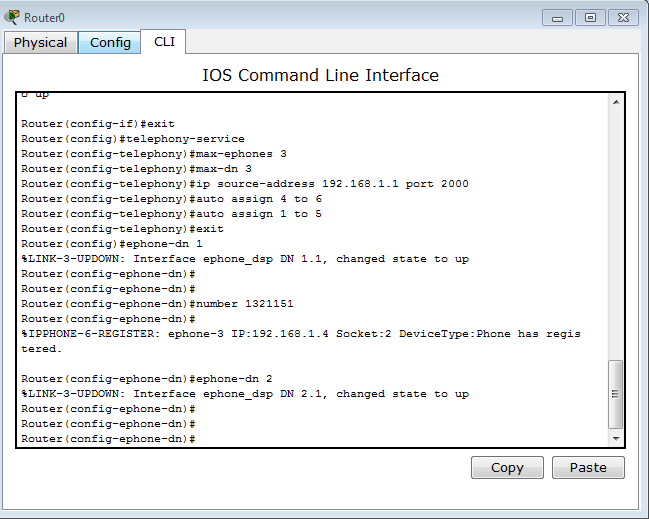 Router0
Physical Config CLI
IOS Command Line Interface
o up
Router(config-if)#exit
Router(config)#telephony-service
Router(config-telephony)#max-ephones 3
Router(config-telephony)#max-dn 3
Router(config-telephony)#ip source-address 192.168.1.1 port 2000
Router(config-telephony)#auto assign 4 to 6
Router(config-telephony)#auto assign 1 to 5
Router(config-telephony)#exit
Router(config)#ephone-dn 1
%LINK-3-UPDOWN: Interface ephone_dsp DN 1.1, changed state to up
Router(config-ephone-dn)#
Router(config-ephone-dn)#
Router(config-ephone-dn)#number 1321151
Router(config-ephone-dn)#
%IPPHONE-6-REGISTER: ephone-3 IP:192.168.1.4 Socket:2 DeviceType:Phone has regis
tered.
Router(config-ephone-dn)#ephone-dn 2
%LINK-3-UPDOWN: Interface ephone_dsp DN 2.1, changed state to up
Router(config-ephone-dn)#
Router(config-ephone-dn)#
Router(config-ephone-dn)#
Copy Paste